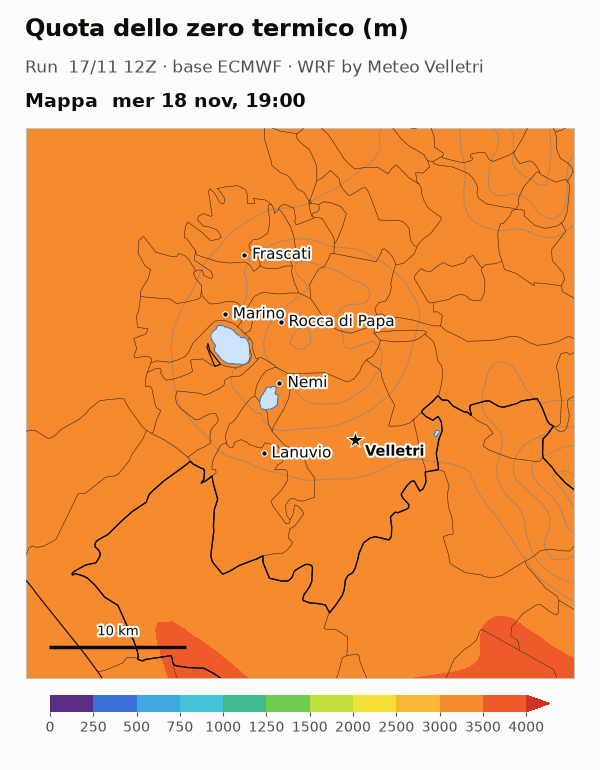 Quota dello zero termico (m)
Run  17/11 12Z · base ECMWF · WRF by Meteo Velletri
Mappa  mer 18 nov, 19:00
Frascati
Marino
Rocca di Papa
Nemi
Velletri
Lanuvio
10 km
0 250 500 750 1000 1250 1500 2000 2500 3000 3500 4000